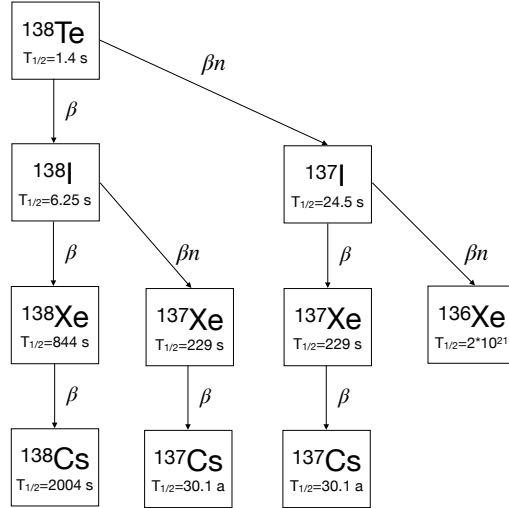 ¹³⁸Te
T₁/₂=1.4 s
βn
β
¹³⁸I
T₁/₂=6.25 s
¹³⁷I
T₁/₂=24.5 s
β
βn
β
βn
¹³⁸Xe
T₁/₂=844 s
¹³⁷Xe
T₁/₂=229 s
¹³⁷Xe
T₁/₂=229 s
¹³⁶Xe
T₁/₂=2*10²¹
β
β
β
¹³⁸Cs
T₁/₂=2004 s
¹³⁷Cs
T₁/₂=30.1 a
¹³⁷Cs
T₁/₂=30.1 a